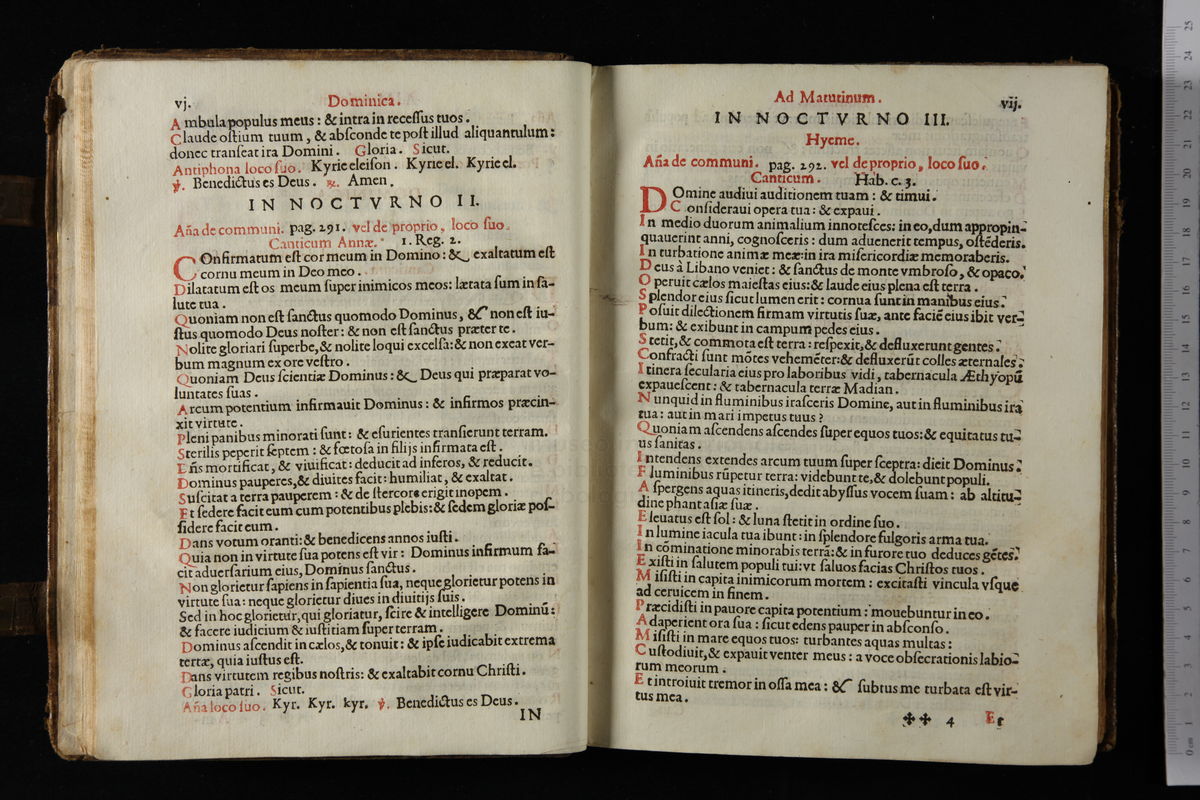 vj.
Dominica.
Ambula populus meus: & intra in recessus tuos.
Claude ostium tuum, & absconde te post illud aliquantulum:
donec transeat ira Domini. Gloria. Sicut.
Antiphona loco suo. Kyrie eleison. Kyrie el. Kyrie el.
℣. Benedictus es Deus. ℞. Amen.
IN NOCTVRNO II.
Aña de communi. pag. 291. vel de proprio, loco suo.
Canticum Annæ. 1. Reg. 2.
COnfirmatum est cor meum in Domino: & exaltatum est
cornu meum in Deo meo.
Dilatatum est os meum super inimicos meos: lætata sum in sa-
lute tua.
Quoniam non est sanctus quomodo Dominus, & non est iu-
stus quomodo Deus noster: & non est sanctus præter te.
Nolite gloriari superbe, & nolite loqui excelsa: & non exeat ver-
bum magnum ex ore vestro.
Quoniam Deus scientiæ Dominus: & Deus qui præparat vo-
luntates suas.
Arcum potentium infirmauit Dominus: & infirmos præcin-
xit virtute.
Pleni panibus minorati sunt: & esurientes transierunt terram.
Sterilis peperit septem: & fœtosa in filijs infirmata est.
Dñs mortificat, & viuificat: deducit ad inferos, & reducit.
Dominus pauperes, & diuites facit: humiliat, & exaltat.
Suscitat a terra pauperem: & de stercore erigit inopem.
Et sedere facit eum cum potentibus plebis: & sedem gloriæ pos-
sidere facit eum.
Dans votum oranti: & benedicens annos iusti.
Quia non in virtute sua potens est vir: Dominus infirmum fa-
cit aduersarium eius, Dominus sanctus.
Non glorietur sapiens in sapientia sua, neque glorietur potens in
virtute sua: neque glorietur diues in diuitijs suis.
Sed in hoc glorietur, qui gloriatur, scire & intelligere Dominū:
& facere iudicium & iustitiam super terram.
Dominus ascendit in cælos, & tonuit: & ipse iudicabit extrema
tertæ, quia iustus est.
Dans virtutem regibus nostris: & exaltabit cornu Christi.
Gloria patri. Sicut.
Aña loco suo. Kyr. Kyr. kyr. ℣. Benedictus es Deus.
IN
Ad Matutinum.
vij.
IN NOCTVRNO III.
Hyeme.
Aña de communi. pag. 292. vel de proprio, loco suo.
Canticum. Hab. c. 3.
DOmine audiui auditionem tuam: & timui.
Consideraui opera tua: & expaui.
In medio duorum animalium innotesces: in eo, dum appropin-
quauerint anni, cognosceris: dum aduenerit tempus, ostēderis.
In turbatione animæ meæ: in ira misericordiæ memoraberis.
Deus à Libano veniet: & sanctus de monte vmbroso, & opaco.
Operuit cælos maiestas eius: & laude eius plena est terra.
Splendor eius sicut lumen erit: cornua sunt in manibus eius.
Posuit dilectionem firmam virtutis suæ, ante faciē eius ibit ver-
bum: & exibunt in campum pedes eius.
Stetit, & commota est terra: respexit, & defluxerunt gentes.
Confracti sunt mōtes vehemēter: & defluxerūt colles æternales.
Itinera secularia eius pro laboribus vidi, tabernacula Æthyopū
expauescent: & tabernacula terræ Madian.
Nunquid in fluminibus irasceris Domine, aut in fluminibus ira
tua: aut in mari impetus tuus?
Quoniam ascendens ascendes super equos tuos: & equitatus tu-
us sanitas.
Intendens extendes arcum tuum super sceptra: dicit Dominus.
Fluminibus rūpetur terra: videbunt te, & dolebunt populi.
Aspergens aquas itineris, dedit abyssus vocem suam: ab altitu-
dine phantasiæ suæ.
Eleuatus est sol: & luna stetit in ordine suo.
In lumine iacula tua ibunt: in splendore fulgoris arma tua.
In cōminatione minorabis terrā: & in furore tuo deduces gētes.
Existi in salutem populi tui: vt saluos facias Christos tuos.
Misisti in capita inimicorum mortem: excitasti vincula vsque
ad ceruicem in finem.
Præcidisti in pauore capita potentium: mouebuntur in eo.
Adaperient ora sua: sicut edens pauper in absconso.
Misisti in mare equos tuos: turbantes aquas multas:
Custodiuit, & expauit venter meus: a voce obsecrationis labio-
rum meorum.
Et introiuit tremor in ossa mea: & subtus me turbata est vir-
tus mea.
✤✤ 4 Et